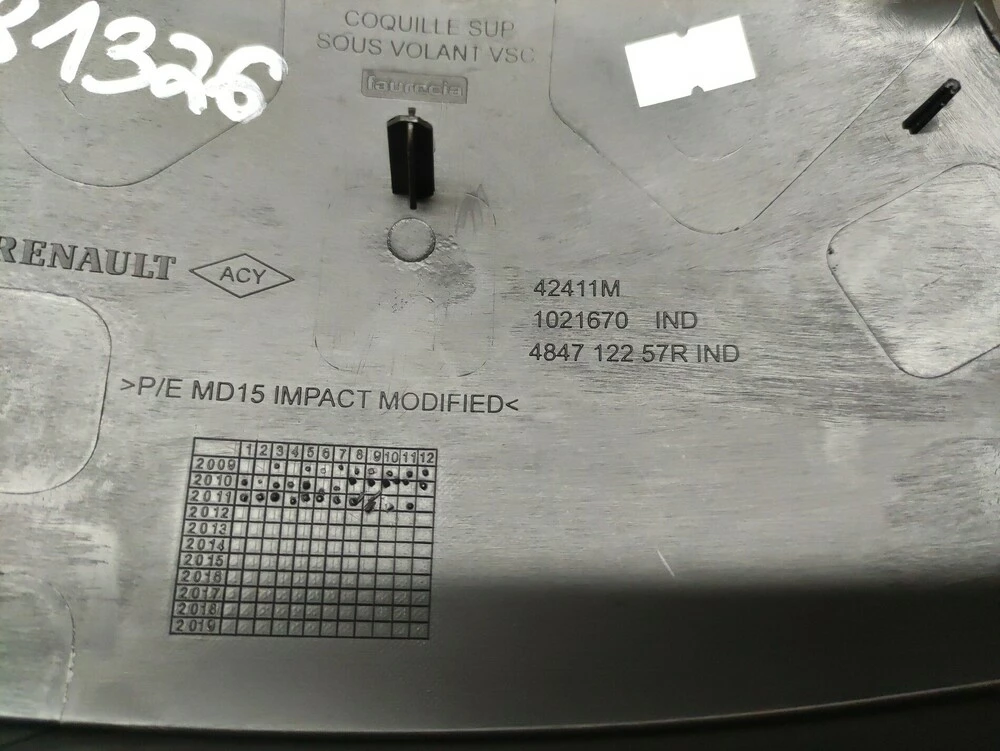 81326
COQUILLE SUP
SOUS VOLANT VSC
faurecia
RENAULT
ACY
42411M
1021670 IND
4847 122 57R IND
>P/E MD15 IMPACT MODIFIED<
1 2 3 4 5 6 7 8 9 10 11 12
2009
2010
2011
2012
2013
2014
2015
2016
2017
2018
2019